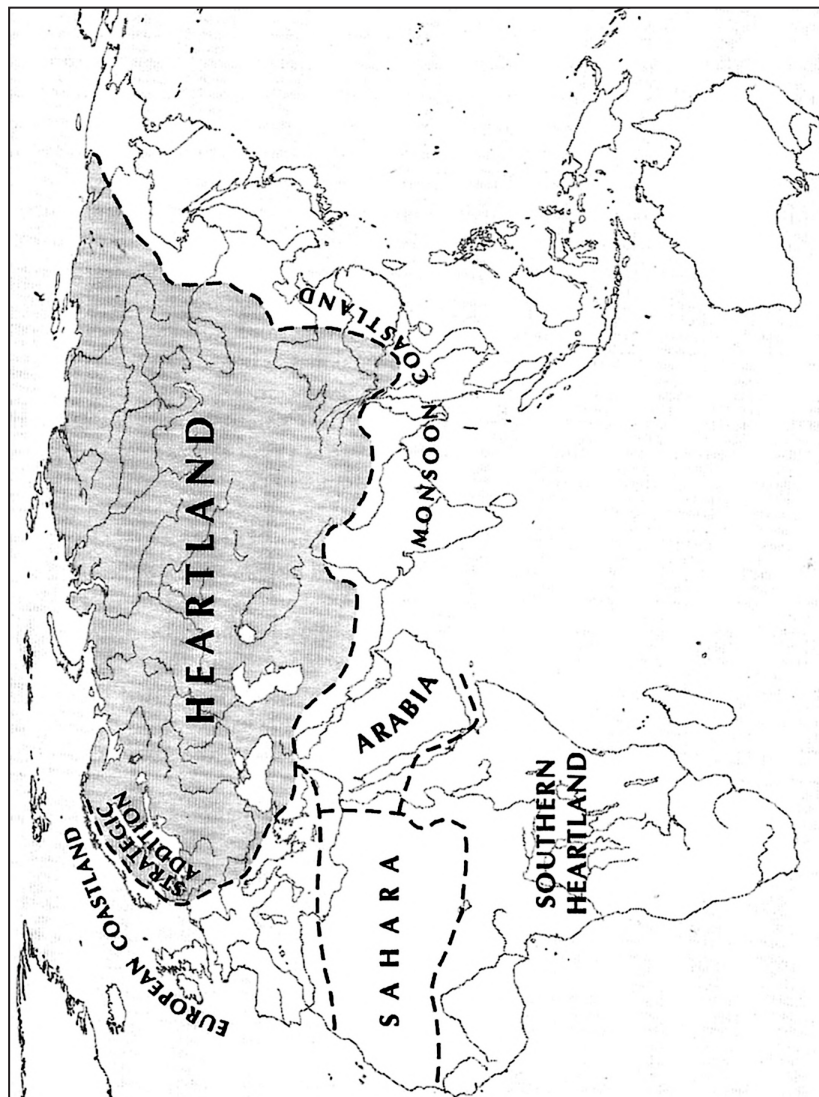 HEARTLAND
STRATEGIC
ADDITION
EUROPEAN COASTLAND
MONSOON COASTLAND
ARABIA
SAHARA
SOUTHERN
HEARTLAND